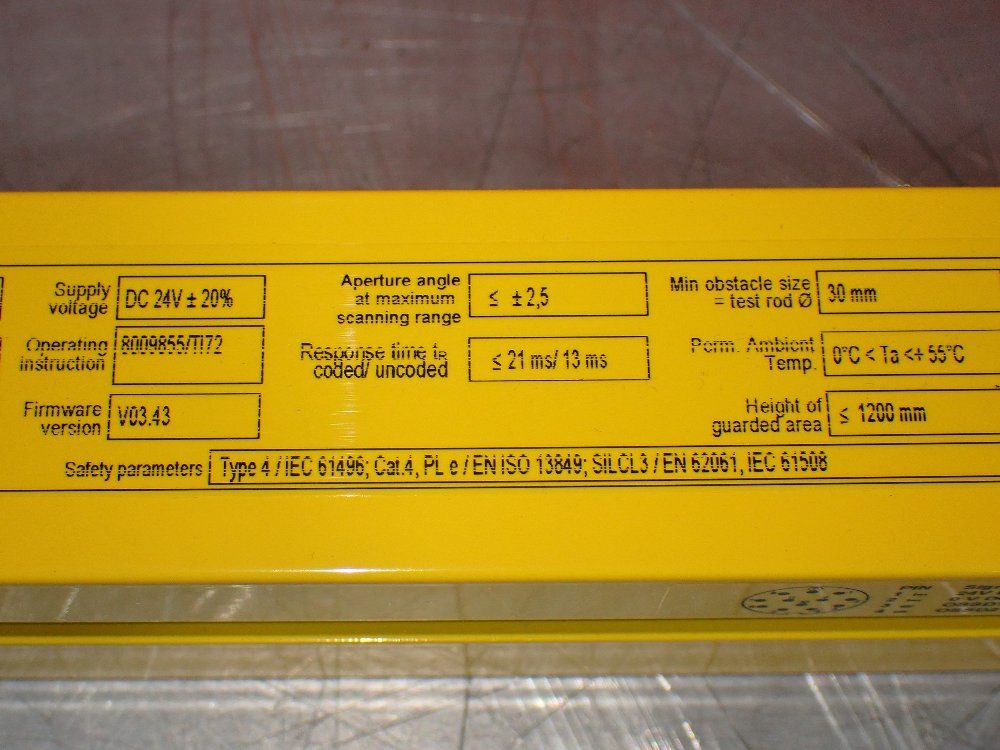 Supply
voltage
DC 24V ± 20%
Aperture angle
at maximum
scanning range
≤ ± 2,5
Min obstacle size
= test rod Ø
30 mm
Operating
instruction
8009855/TI72
Response time tR
coded/ uncoded
≤ 21 ms/ 13 ms
Perm. Ambient
Temp.
0°C < Ta <+ 55°C
Firmware
version
V03.43
Height of
guarded area
≤ 1200 mm
Safety parameters
Type 4 / IEC 61496; Cat.4, PL e / EN ISO 13849; SILCL3 / EN 62061, IEC 61508
PIN